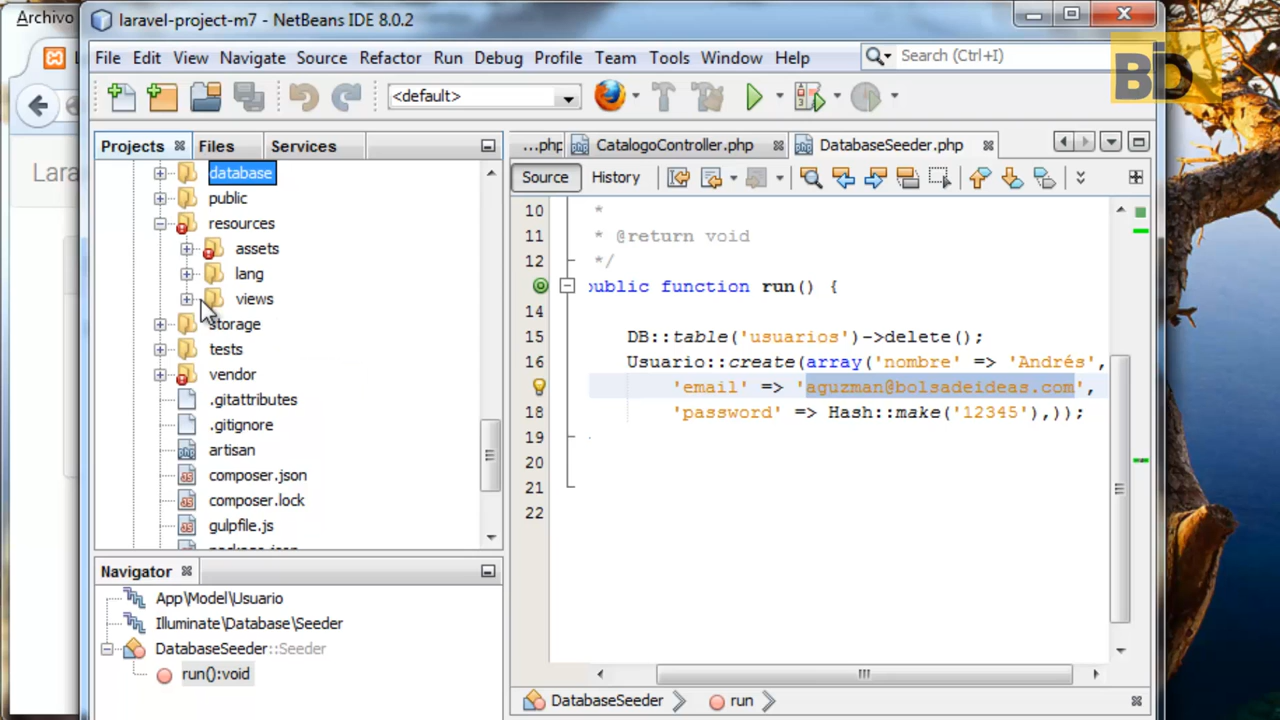 Archivo
laravel-project-m7 - NetBeans IDE 8.0.2
File Edit View Navigate Source Refactor Run Debug Profile Team Tools Window Help
Search (Ctrl+I)
BD
<default>
L
Lara
Projects Files Services
database
public
resources
assets
lang
views
storage
tests
vendor
.gitattributes
.gitignore
artisan
composer.json
composer.lock
gulpfile.js
package.json
Navigator
App\Model\Usuario
Illuminate\Database\Seeder
DatabaseSeeder::Seeder
run():void
...php CatalogoController.php DatabaseSeeder.php
Source History
10 *
11 * @return void
12 */
public function run() {
14
15 DB::table('usuarios')->delete();
16 Usuario::create(array('nombre' => 'Andrés',
'email' => 'aguzman@bolsadeideas.com',
18 'password' => Hash::make('12345'),));
19
20
21
22
DatabaseSeeder run